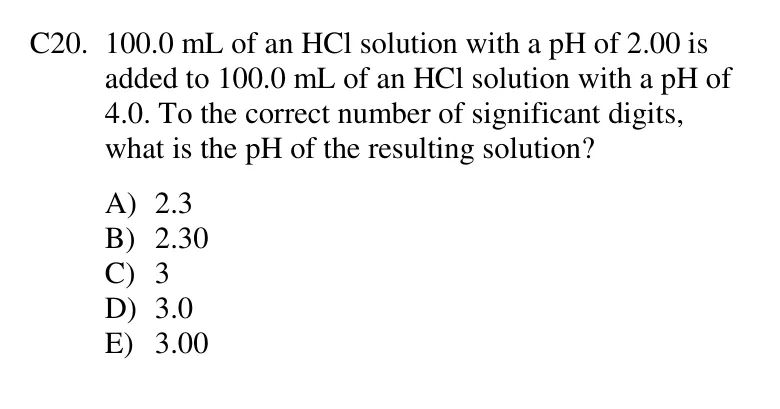 C20. 100.0 mL of an HCl solution with a pH of 2.00 is
added to 100.0 mL of an HCl solution with a pH of
4.0. To the correct number of significant digits,
what is the pH of the resulting solution?
A) 2.3
B) 2.30
C) 3
D) 3.0
E) 3.00